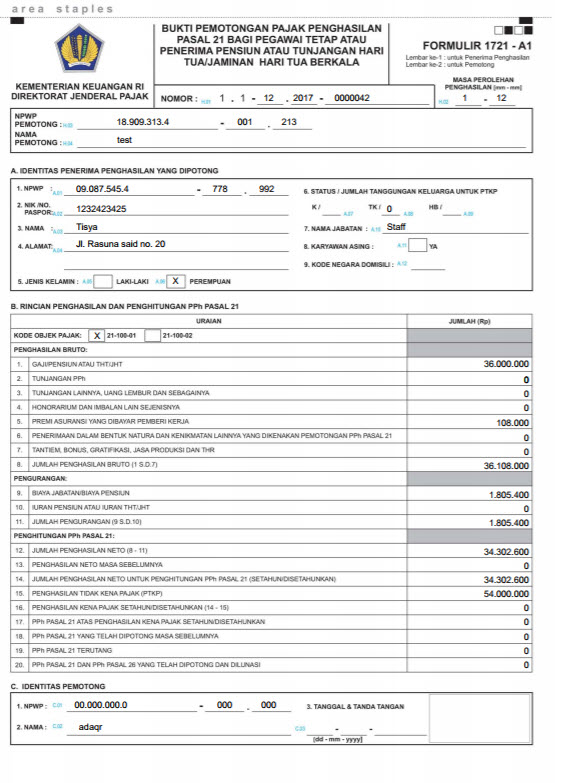 area staples
BUKTI PEMOTONGAN PAJAK PENGHASILAN
PASAL 21 BAGI PEGAWAI TETAP ATAU
PENERIMA PENSIUN ATAU TUNJANGAN HARI
TUA/JAMINAN HARI TUA BERKALA
FORMULIR 1721 - A1
Lembar ke-1 : untuk Penerima Penghasilan
Lembar ke-2 : untuk Pemotong
KEMENTERIAN KEUANGAN RI
DIREKTORAT JENDERAL PAJAK
NOMOR : H.01 1 . 1 - 12 . 2017 - 0000042
MASA PEROLEHAN
PENGHASILAN [mm - mm]
H.02 1 - 12
NPWP
PEMOTONG : H.03 18.909.313.4 - 001 . 213
NAMA
PEMOTONG : H.04 test
A. IDENTITAS PENERIMA PENGHASILAN YANG DIPOTONG
1. NPWP : A.01 09.087.545.4 - 778 . 992
2. NIK /NO.
PASPOR: A.02 1232423425
3. NAMA : A.03 Tisya
4. ALAMAT: A.04 Jl. Rasuna said no. 20
5. JENIS KELAMIN : A.05 LAKI-LAKI A.06 X PEREMPUAN
6. STATUS / JUMLAH TANGGUNGAN KELUARGA UNTUK PTKP
K / A.07 TK / 0 A.08 HB / A.09
7. NAMA JABATAN : A.10 Staff
8. KARYAWAN ASING : A.11 YA
9. KODE NEGARA DOMISILI : A.12
B. RINCIAN PENGHASILAN DAN PENGHITUNGAN PPh PASAL 21
URAIAN JUMLAH (Rp)
KODE OBJEK PAJAK: X 21-100-01 21-100-02
PENGHASILAN BRUTO:
1. GAJI/PENSIUN ATAU THT/JHT 36.000.000
2. TUNJANGAN PPh 0
3. TUNJANGAN LAINNYA, UANG LEMBUR DAN SEBAGAINYA 0
4. HONORARIUM DAN IMBALAN LAIN SEJENISNYA 0
5. PREMI ASURANSI YANG DIBAYAR PEMBERI KERJA 108.000
6. PENERIMAAN DALAM BENTUK NATURA DAN KENIKMATAN LAINNYA YANG DIKENAKAN PEMOTONGAN PPh PASAL 21 0
7. TANTIEM, BONUS, GRATIFIKASI, JASA PRODUKSI DAN THR 0
8. JUMLAH PENGHASILAN BRUTO (1 S.D.7) 36.108.000
PENGURANGAN:
9. BIAYA JABATAN/BIAYA PENSIUN 1.805.400
10. IURAN PENSIUN ATAU IURAN THT/JHT 0
11. JUMLAH PENGURANGAN (9 S.D.10) 1.805.400
PENGHITUNGAN PPh PASAL 21:
12. JUMLAH PENGHASILAN NETO (8 - 11) 34.302.600
13. PENGHASILAN NETO MASA SEBELUMNYA 0
14. JUMLAH PENGHASILAN NETO UNTUK PENGHITUNGAN PPh PASAL 21 (SETAHUN/DISETAHUNKAN) 34.302.600
15. PENGHASILAN TIDAK KENA PAJAK (PTKP) 54.000.000
16. PENGHASILAN KENA PAJAK SETAHUN/DISETAHUNKAN (14 - 15) 0
17. PPh PASAL 21 ATAS PENGHASILAN KENA PAJAK SETAHUN/DISETAHUNKAN 0
18. PPh PASAL 21 YANG TELAH DIPOTONG MASA SEBELUMNYA 0
19. PPh PASAL 21 TERUTANG 0
20. PPh PASAL 21 DAN PPh PASAL 26 YANG TELAH DIPOTONG DAN DILUNASI 0
C. IDENTITAS PEMOTONG
1. NPWP : C.01 00.000.000.0 - 000 . 000
2. NAMA : C.02 adaqr
3. TANGGAL & TANDA TANGAN
C.03 - -
[dd - mm - yyyy]